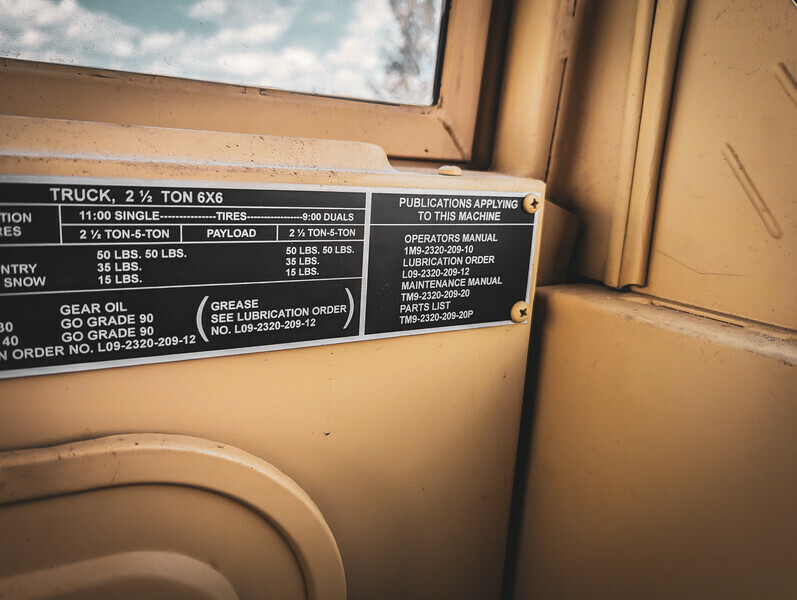 TRUCK, 2 ½ TON 6X6
TION
RES
11:00 SINGLE---------------TIRES---------------9:00 DUALS
2 ½ TON-5-TON PAYLOAD 2 ½ TON-5-TON
50 LBS. 50 LBS. 50 LBS. 50 LBS.
NTRY 35 LBS. 35 LBS.
SNOW 15 LBS. 15 LBS.
GEAR OIL
30 GO GRADE 90
40 GO GRADE 90
N ORDER NO. L09-2320-209-12
(GREASE
SEE LUBRICATION ORDER)
NO. L09-2320-209-12
PUBLICATIONS APPLYING
TO THIS MACHINE
OPERATORS MANUAL
1M9-2320-209-10
LUBRICATION ORDER
L09-2320-209-12
MAINTENANCE MANUAL
TM9-2320-209-20
PARTS LIST
TM9-2320-209-20P